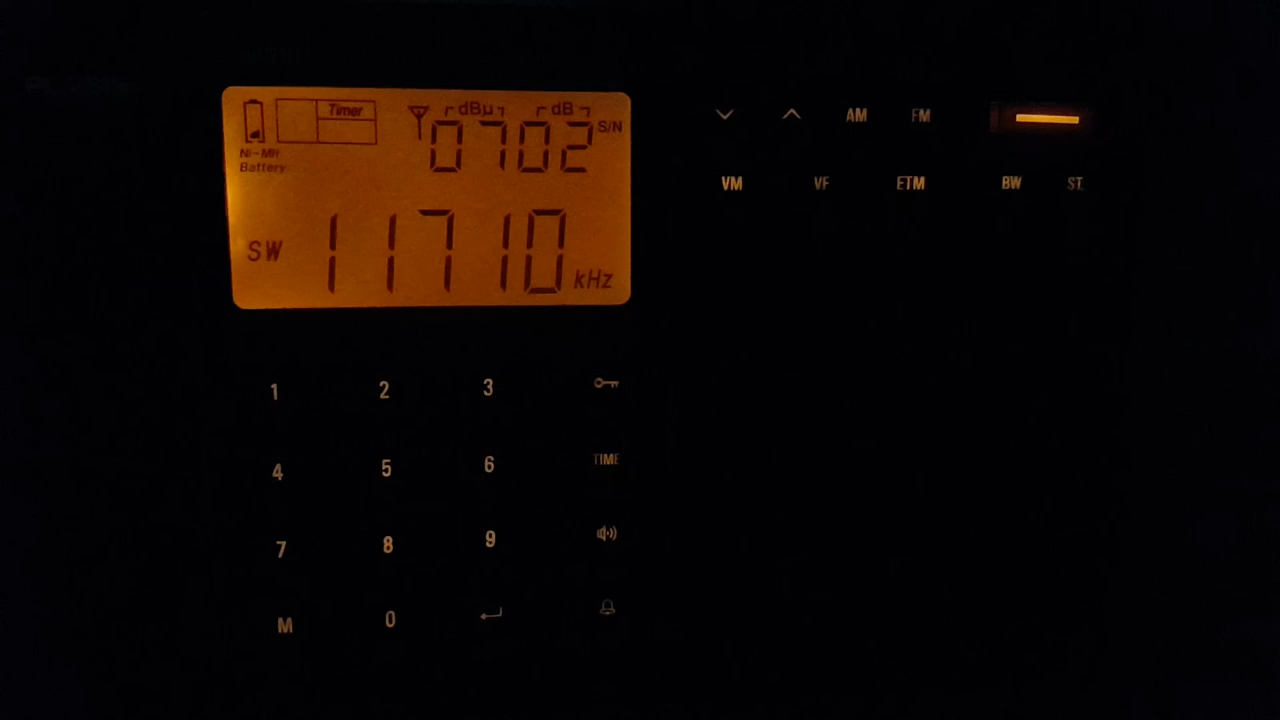 Timer dBµ dB
0702 S/N
Ni-MH
Battery
SW 11710 kHz
AM FM
VM VF ETM BW ST
1 2 3
4 5 6 TIME
7 8 9
M 0